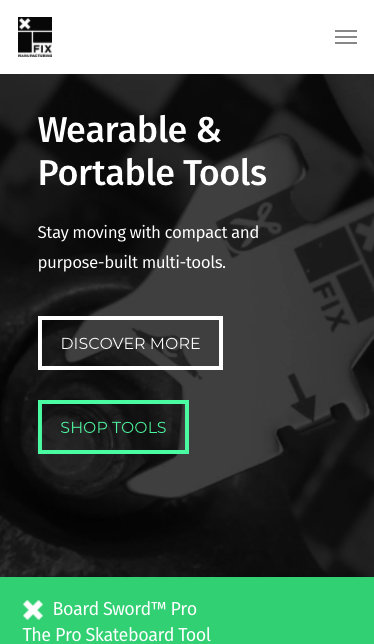 FIX
MANUFACTURING
Wearable &
Portable Tools
Stay moving with compact and
purpose-built multi-tools.
FIX
DISCOVER MORE
SHOP TOOLS
Board Sword™ Pro
The Pro Skateboard Tool